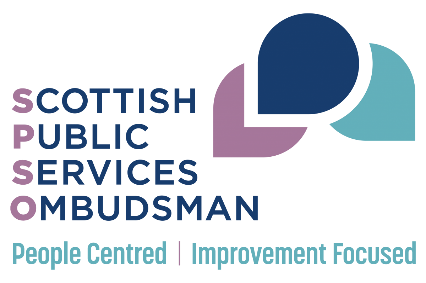 SCOTTISH
PUBLIC
SERVICES
OMBUDSMAN
People Centred | Improvement Focused